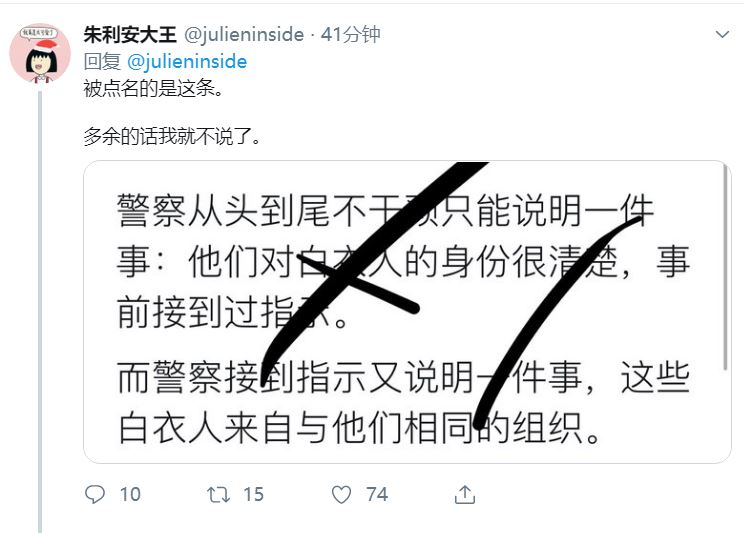 朱利安大王 @julieninside · 41分钟
回复 @julieninside
被点名的是这条。
多余的话我就不说了。
警察从头到尾不干预只能说明一件
事：他们对白衣人的身份很清楚，事
前接到过指示。
而警察接到指示又说明一件事，这些
白衣人来自与他们相同的组织。
10 15 74